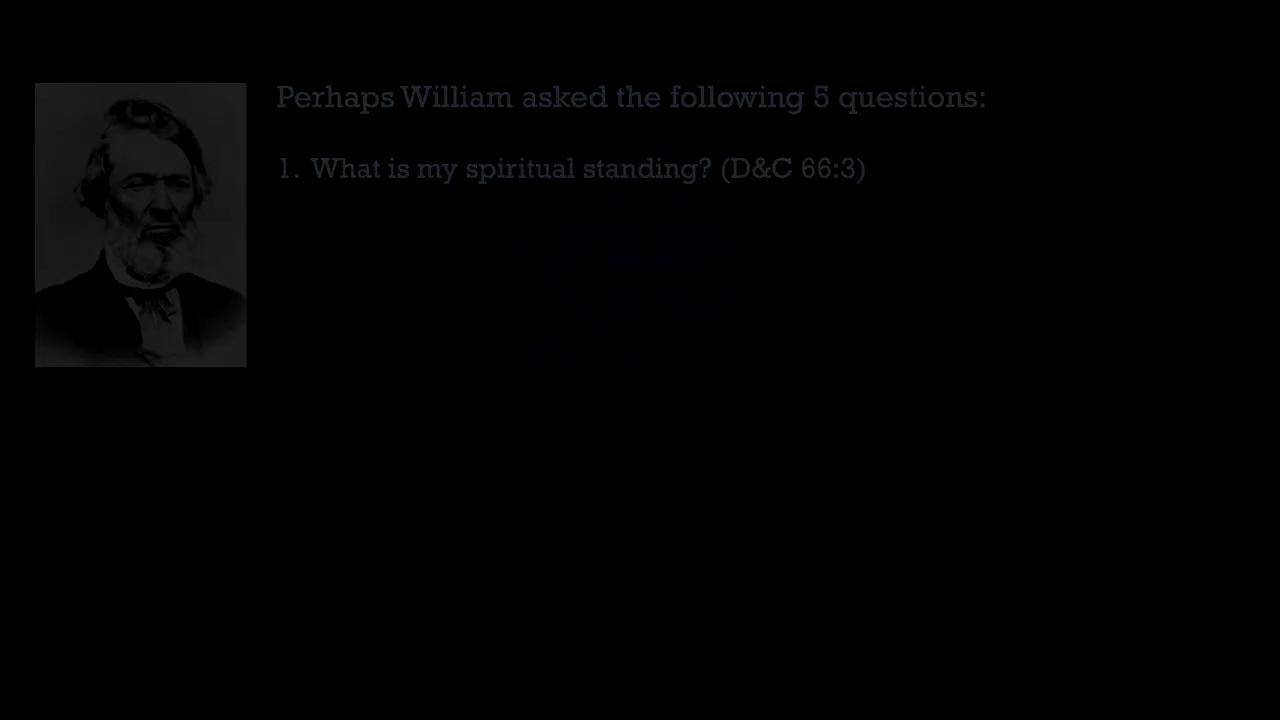 Perhaps William asked the following 5 questions:
1. What is my spiritual standing? (D&C 66:3)